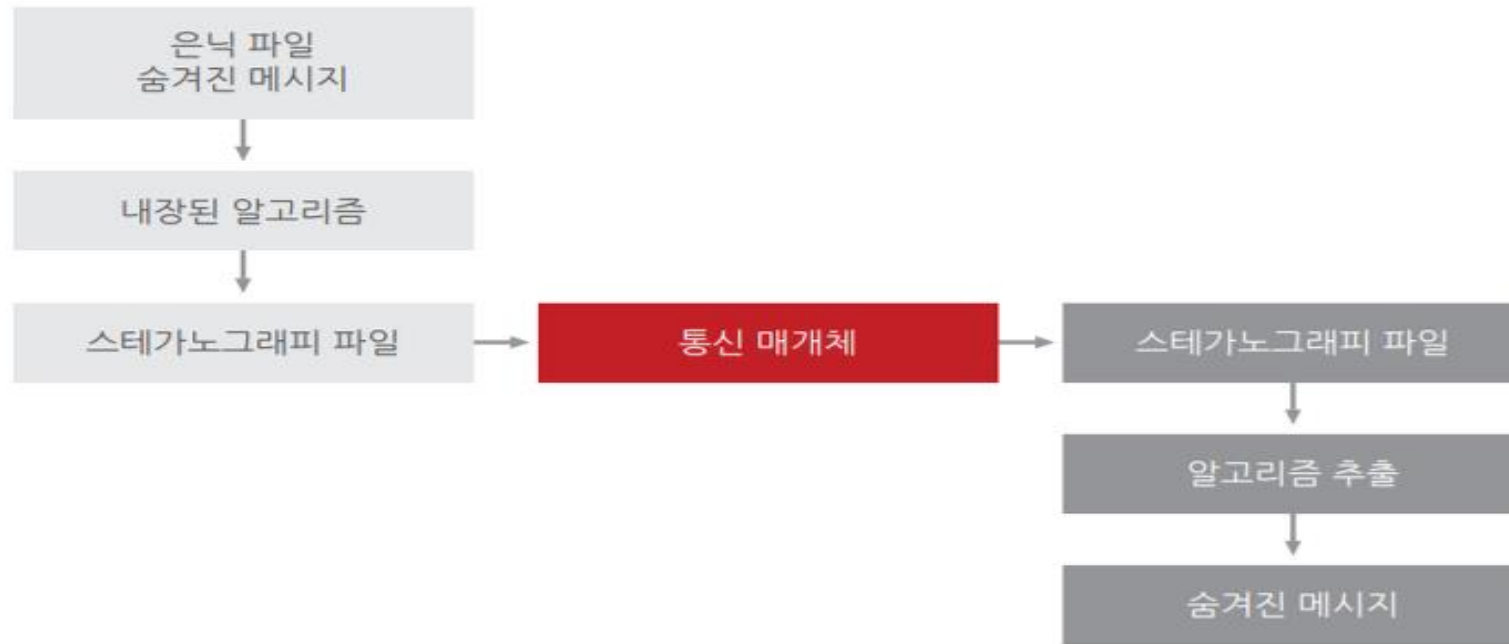 은닉 파일
숨겨진 메시지
내장된 알고리즘
스테가노그래피 파일
통신 매개체
스테가노그래피 파일
알고리즘 추출
숨겨진 메시지